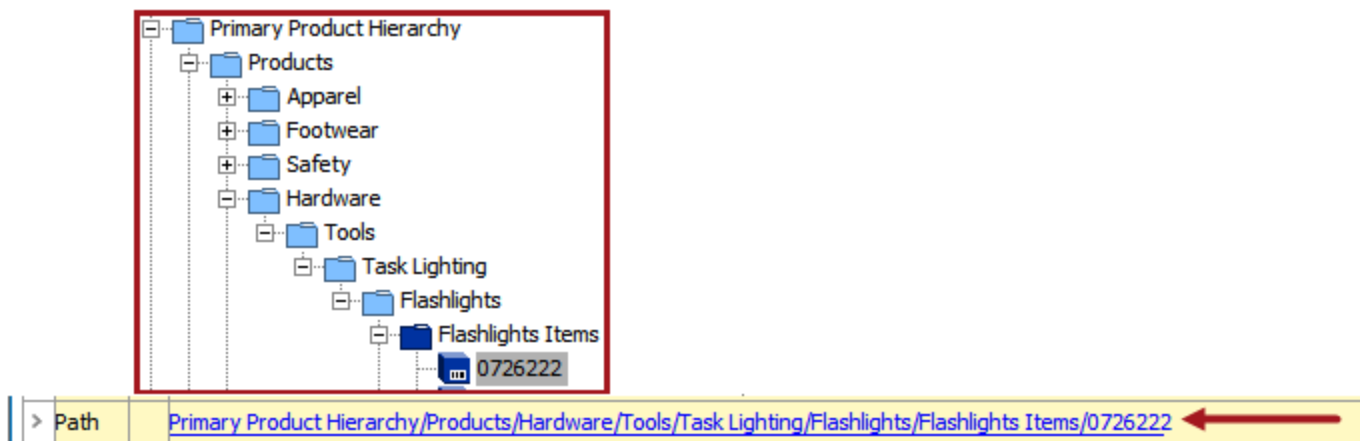 Primary Product Hierarchy
Products
Apparel
Footwear
Safety
Hardware
Tools
Task Lighting
Flashlights
Flashlights Items
0726222
Path Primary Product Hierarchy/Products/Hardware/Tools/Task Lighting/Flashlights/Flashlights Items/0726222